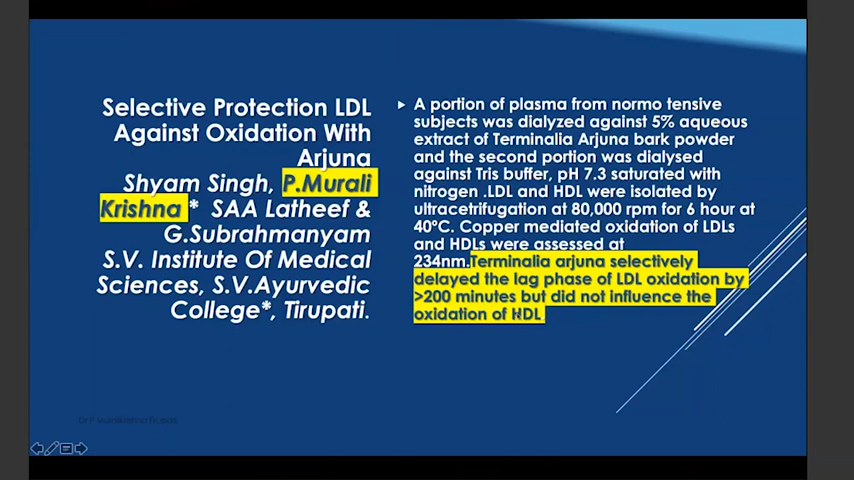 Selective Protection LDL
Against Oxidation With
Arjuna
Shyam Singh, P.Murali
Krishna * SAA Latheef &
G.Subrahmanyam
S.V. Institute Of Medical
Sciences, S.V.Ayurvedic
College*, Tirupati.
A portion of plasma from normo tensive
subjects was dialyzed against 5% aqueous
extract of Terminalia Arjuna bark powder
and the second portion was dialysed
against Tris buffer, pH 7.3 saturated with
nitrogen .LDL and HDL were isolated by
ultracetrifugation at 80,000 rpm for 6 hour at
40°C. Copper mediated oxidation of LDLs
and HDLs were assessed at
234nm.Terminalia arjuna selectively
delayed the lag phase of LDL oxidation by
>200 minutes but did not influence the
oxidation of HDL